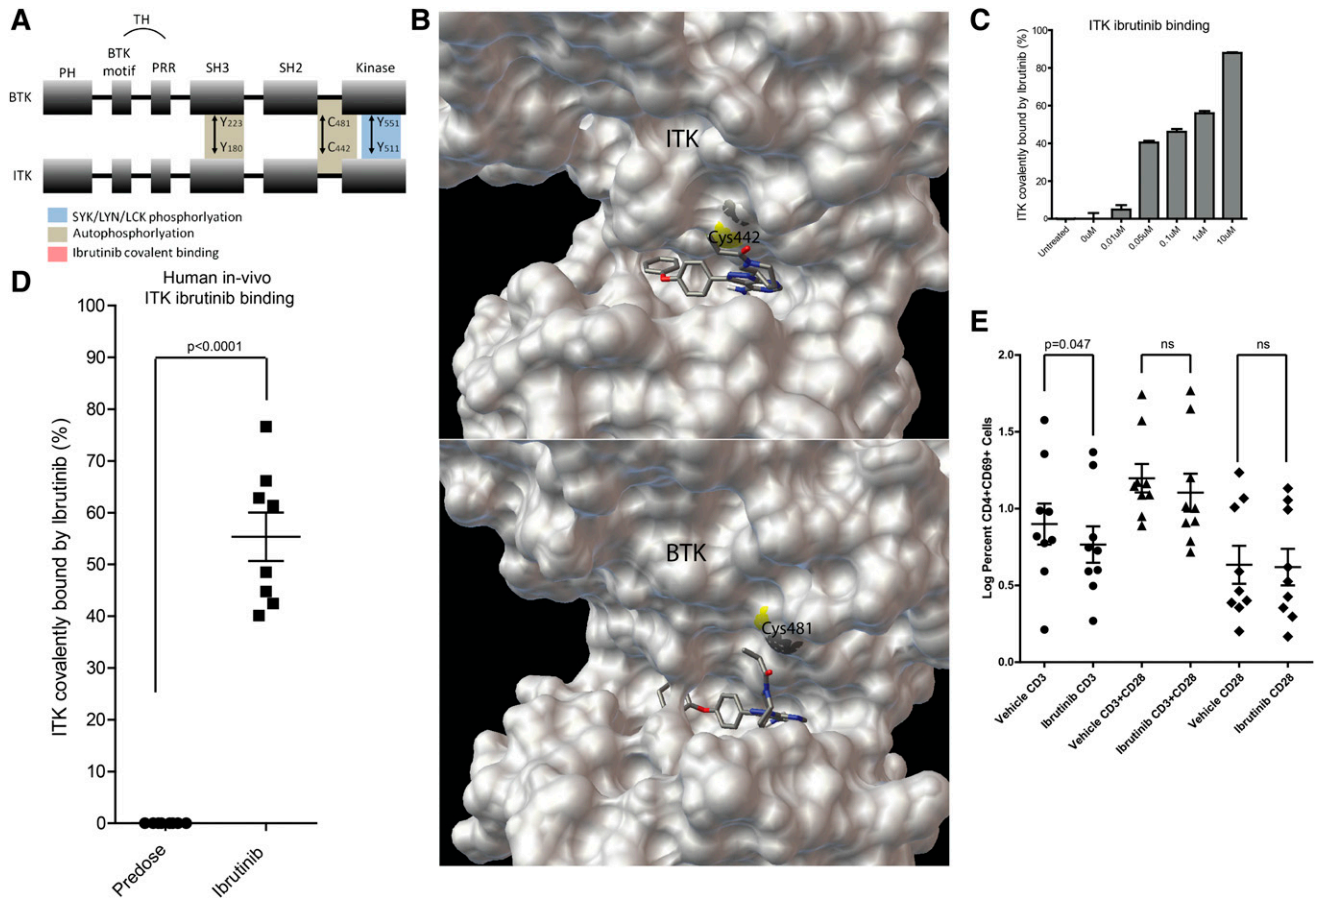 A
TH
BTK
motif
PH
PRR
SH3
SH2
Kinase
BTK
Y223
C481
Y551
Y180
C442
Y511
ITK
SYK/LYN/LCK phosphorlyation
Autophosphorlyation
Ibrutinib covalent binding
B
ITK
Cys442
BTK
Cys481
C
ITK ibrutinib binding
ITK covalently bound by Ibrutinib (%)
100
80
60
40
20
0
Untreated
0uM
0.01uM
0.05uM
0.1uM
1uM
10uM
D
Human in-vivo
ITK ibrutinib binding
ITK covalently bound by Ibrutinib (%)
100
90
80
70
60
50
40
30
20
10
0
p<0.0001
Predose
Ibrutinib
E
Log Percent CD4+CD69+ Cells
2.0
1.5
1.0
0.5
0.0
p=0.047
ns
ns
Vehicle CD3
Ibrutinib CD3
Vehicle CD3+CD28
Ibrutinib CD3+CD28
Vehicle CD28
Ibrutinib CD28